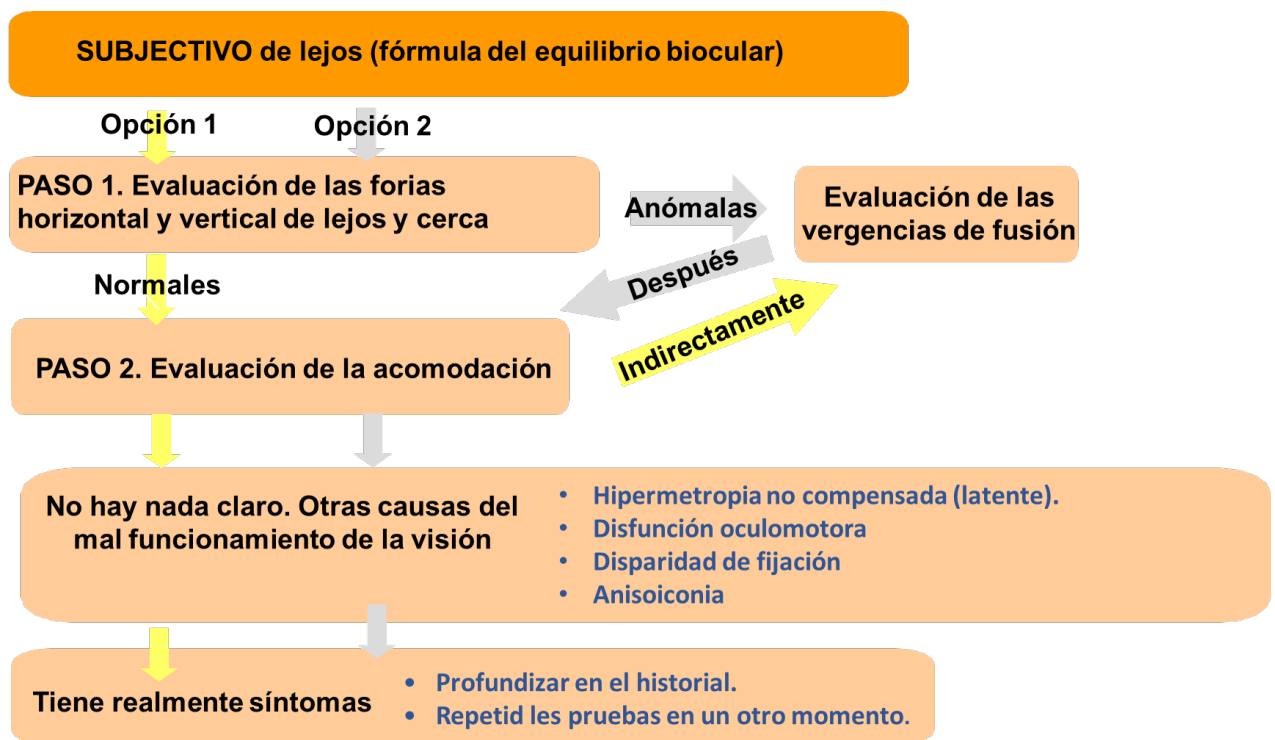 SUBJECTIVO de lejos (fórmula del equilibrio biocular)
Opción 1
Opción 2
PASO 1. Evaluación de las forias
horizontal y vertical de lejos y cerca
Anómalas
Evaluación de las
vergencias de fusión
Después
Normales
Indirectamente
PASO 2. Evaluación de la acomodación
No hay nada claro. Otras causas del
mal funcionamiento de la visión
• Hipermetropia no compensada (latente).
• Disfunción oculomotora
• Disparidad de fijación
• Anisoiconia
Tiene realmente síntomas
• Profundizar en el historial.
• Repetid les pruebas en un otro momento.